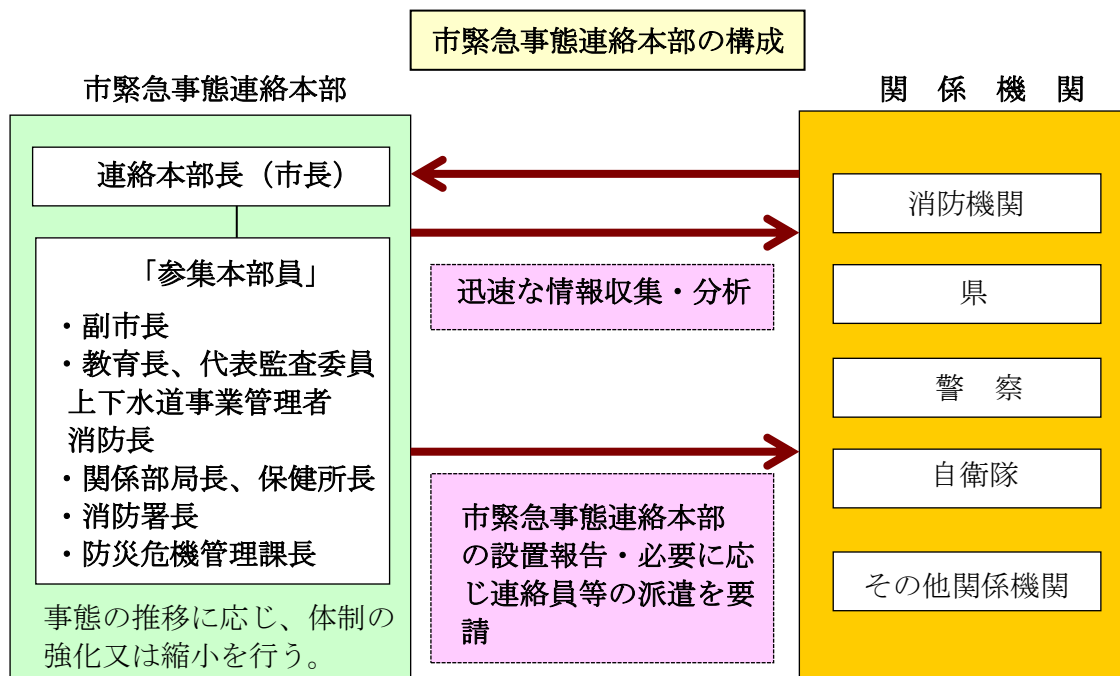 市緊急事態連絡本部の構成
市緊急事態連絡本部
連絡本部長（市長）
「参集本部員」
・副市長
・教育長、代表監査委員
上下水道事業管理者
消防長
・関係部局長、保健所長
・消防署長
・防災危機管理課長
事態の推移に応じ、体制の
強化又は縮小を行う。
迅速な情報収集・分析
市緊急事態連絡本部
の設置報告・必要に応
じ連絡員等の派遣を要
請
関　係　機　関
消防機関
県
警　察
自衛隊
その他関係機関